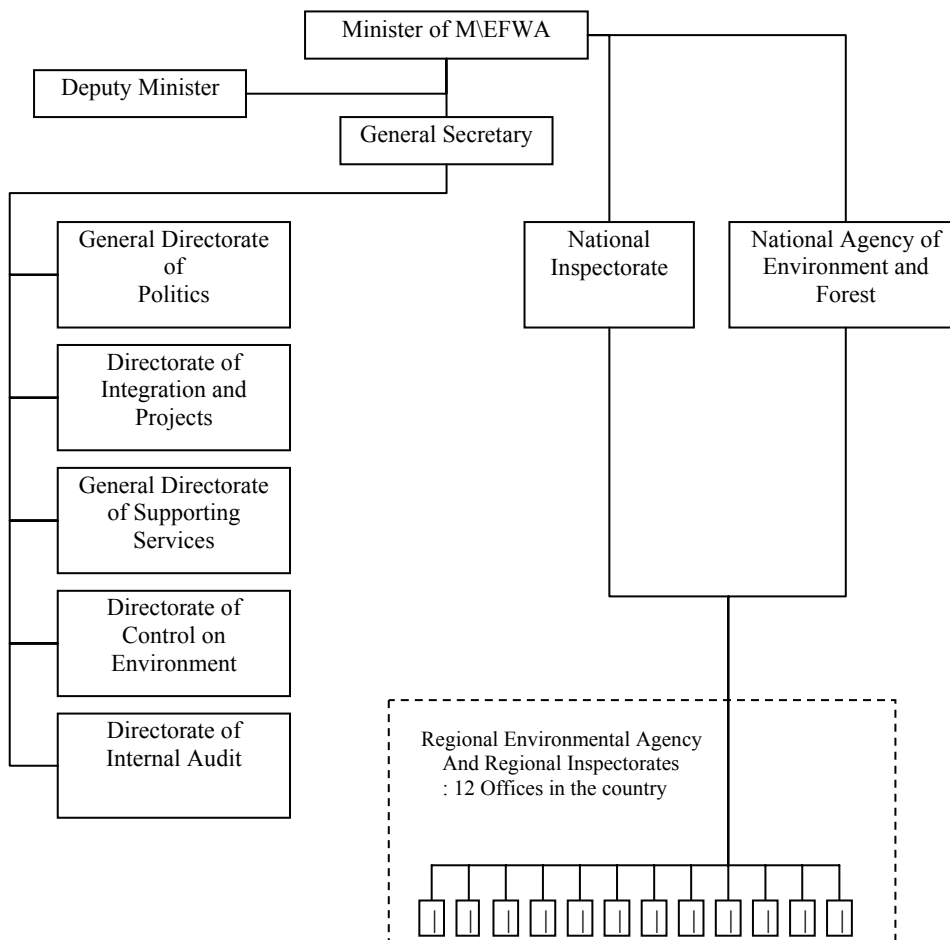 Minister of M\EFWA
Deputy Minister
General Secretary
General Directorate
of
Politics
National
Inspectorate
National Agency of
Environment and
Forest
Directorate of
Integration and
Projects
General Directorate
of Supporting
Services
Directorate of
Control on
Environment
Directorate of
Internal Audit
Regional Environmental Agency
And Regional Inspectorates
: 12 Offices in the country